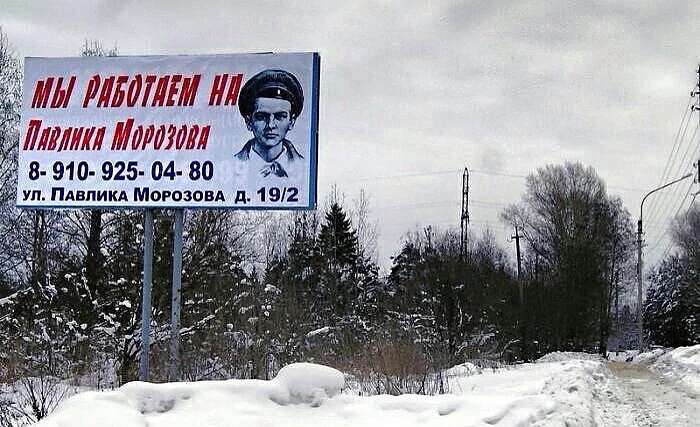 МЫ РАБОТАЕМ НА
ПАВЛИКА МОРОЗОВА
8- 910- 925- 04- 80
УЛ. ПАВЛИКА МОРОЗОВА Д. 19/2